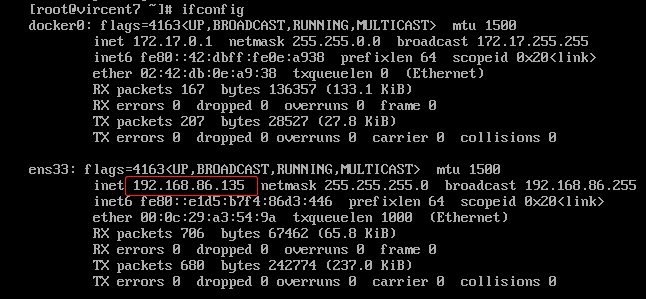 [root@vircent7 ~]# ifconfig
docker0: flags=4163<UP,BROADCAST,RUNNING,MULTICAST>  mtu 1500
inet 172.17.0.1  netmask 255.255.0.0  broadcast 172.17.255.255
inet6 fe80::42:dbff:fe0e:a938  prefixlen 64  scopeid 0x20<link>
ether 02:42:db:0e:a9:38  txqueuelen 0  (Ethernet)
RX packets 167  bytes 136357 (133.1 KiB)
RX errors 0  dropped 0  overruns 0  frame 0
TX packets 207  bytes 28527 (27.8 KiB)
TX errors 0  dropped 0 overruns 0  carrier 0  collisions 0
ens33: flags=4163<UP,BROADCAST,RUNNING,MULTICAST>  mtu 1500
inet 192.168.86.135  netmask 255.255.255.0  broadcast 192.168.86.255
inet6 fe80::e1d5:b7f4:86d3:446  prefixlen 64  scopeid 0x20<link>
ether 00:0c:29:a3:54:9a  txqueuelen 1000  (Ethernet)
RX packets 706  bytes 67462 (65.8 KiB)
RX errors 0  dropped 0  overruns 0  frame 0
TX packets 680  bytes 242774 (237.0 KiB)
TX errors 0  dropped 0 overruns 0  carrier 0  collisions 0